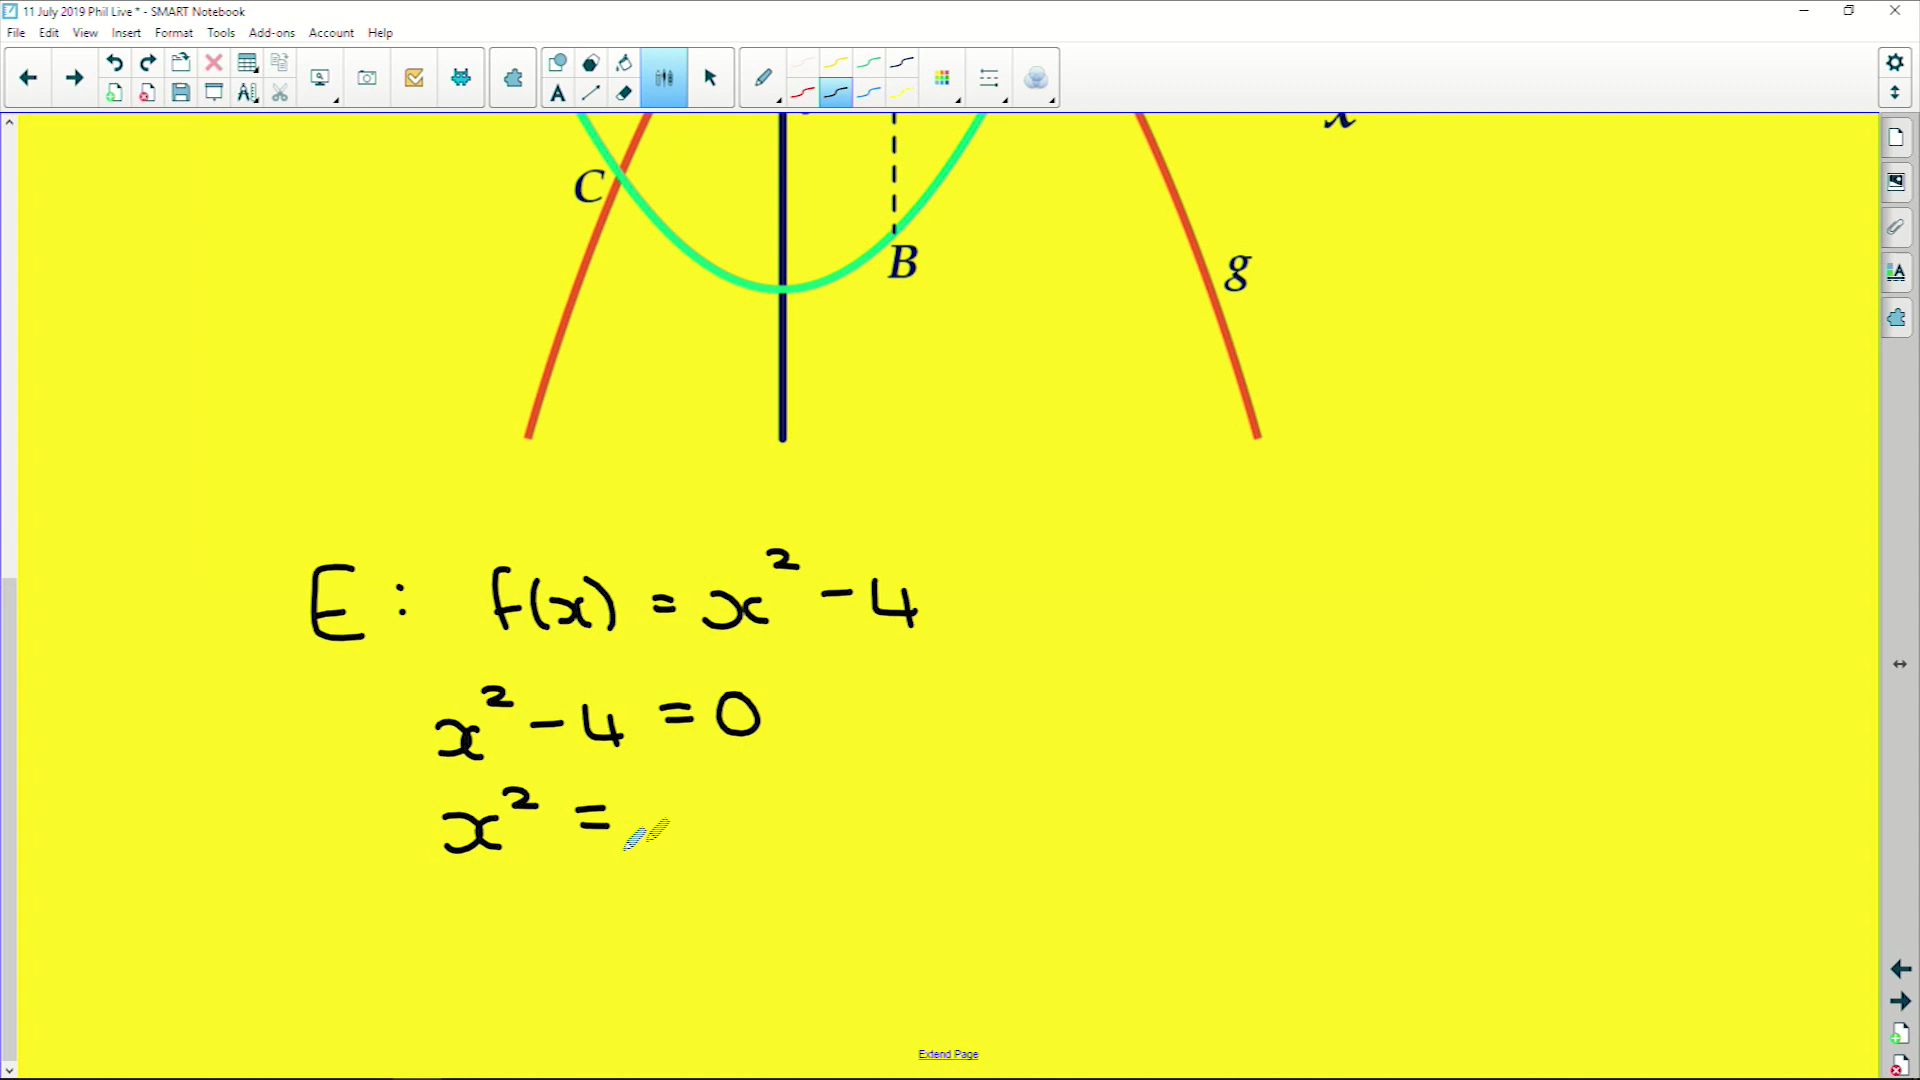 11 July 2019 Phil Live * - SMART Notebook
File Edit View Insert Format Tools Add-ons Account Help
x
C
B
g
E : f(x) = x² - 4
x² - 4 = 0
x² =
Extend Page